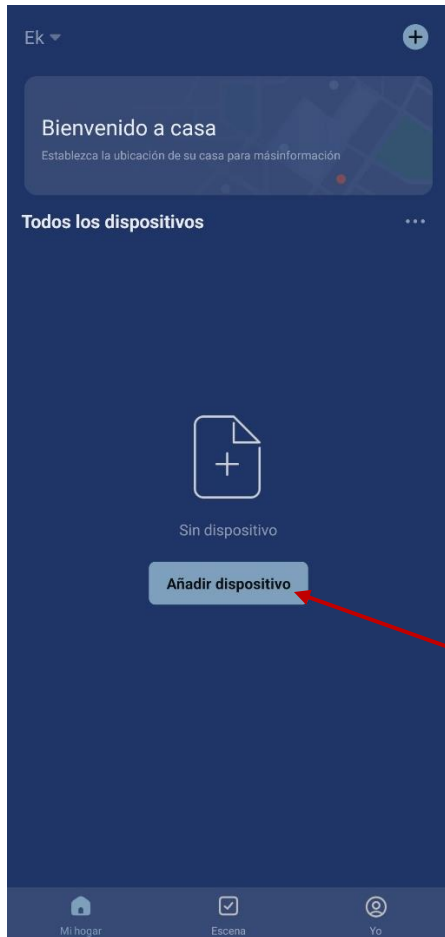 Ek
Bienvenido a casa
Establezca la ubicación de su casa para másinformación
Todos los dispositivos
Sin dispositivo
Añadir dispositivo
Mi hogar Escena Yo